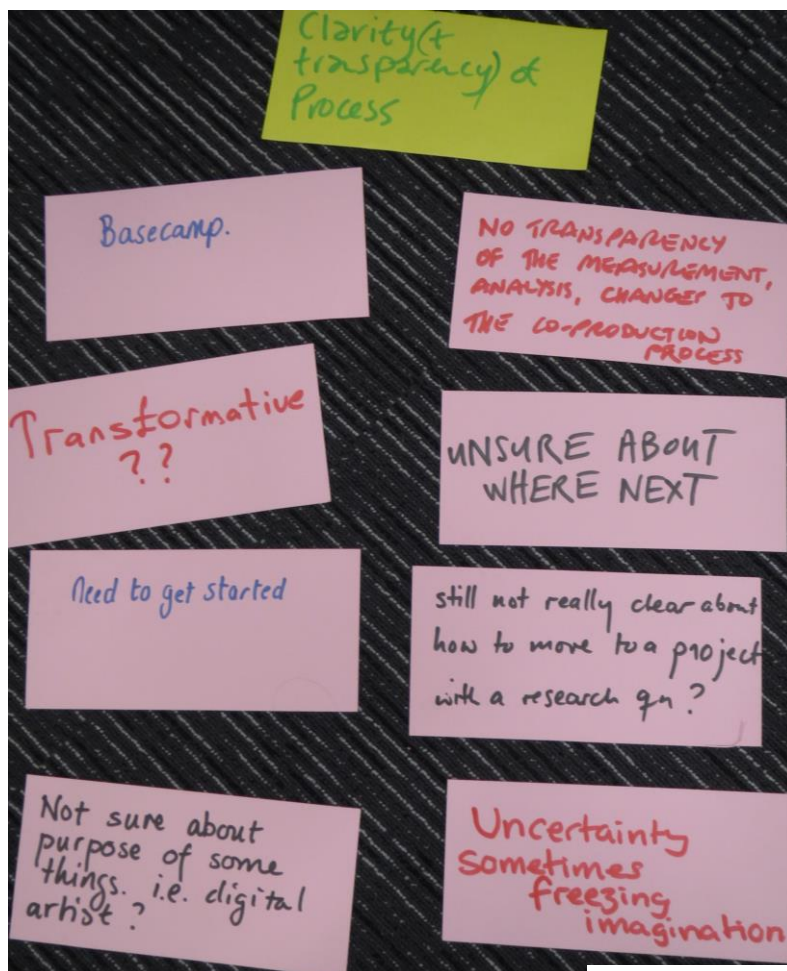 Clarity (+
transparency) of
Process
Basecamp.
NO TRANSPARENCY
OF THE MEASUREMENT,
ANALYSIS, CHANGES TO
THE CO-PRODUCTION
PROCESS
Transformative
??
UNSURE ABOUT
WHERE NEXT
Need to get started
still not really clear about
how to move to a project
with a research qn?
Not sure about
purpose of some
things. i.e. digital
artist?
Uncertainty
sometimes
freezing
imagination